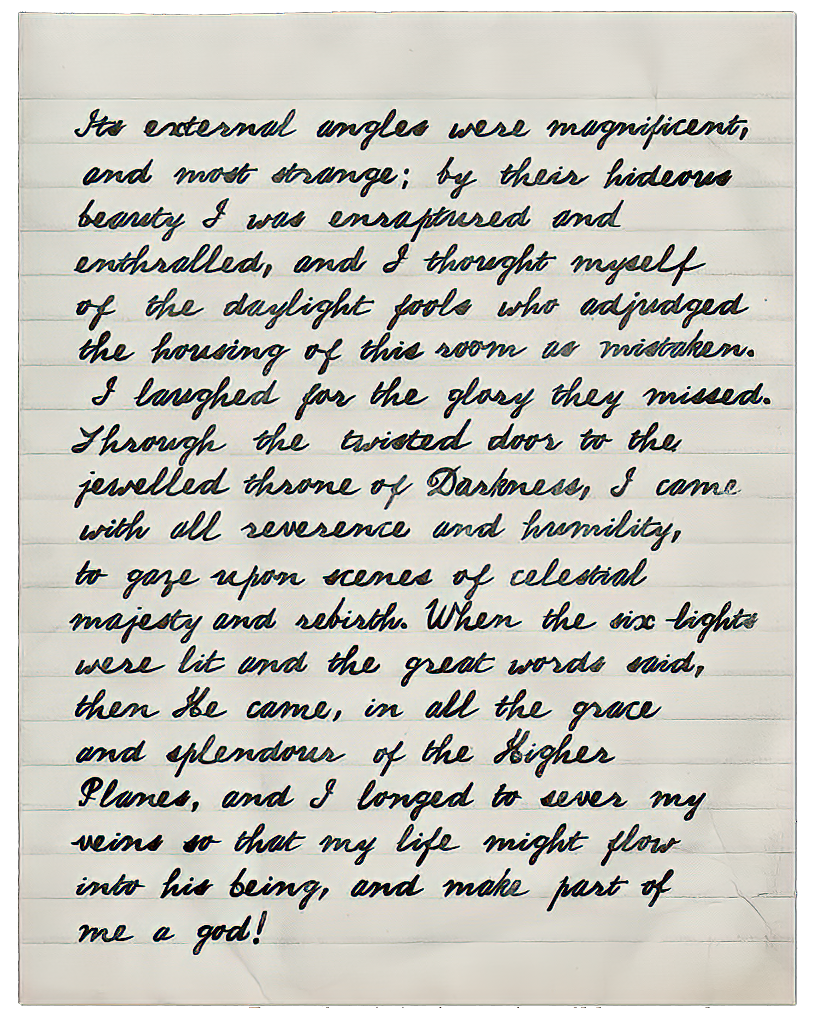 Its external angles were magnificent,
and most strange; by their hideous
beauty I was enraptured and
enthralled, and I thought myself
of the daylight fools who adjudged
the housing of this room as mistaken.
I laughed for the glory they missed.
Through the twisted door to the
jewelled throne of Darkness, I came
with all reverence and humility,
to gaze upon scenes of celestial
majesty and rebirth. When the six lights
were lit and the great words said,
then He came, in all the grace
and splendour of the Higher
Planes, and I longed to sever my
veins so that my life might flow
into his being, and make part of
me a god!